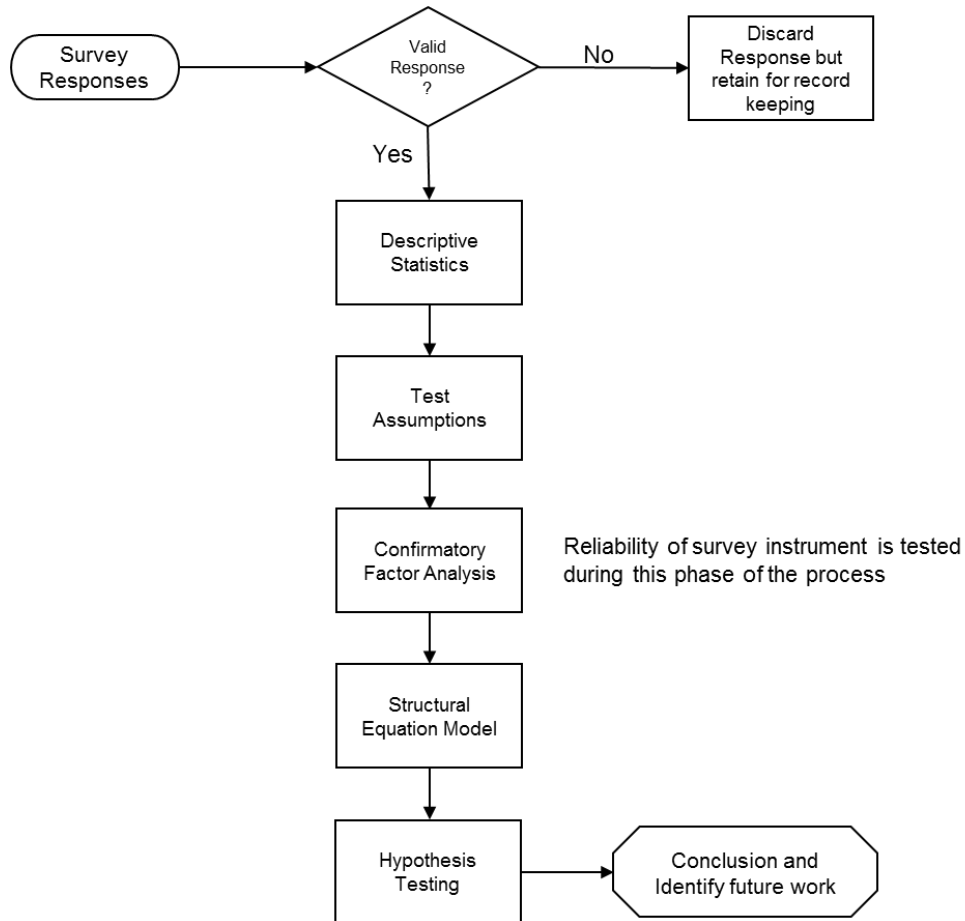 Survey
Responses
Valid
Response
?
No
Discard
Response but
retain for record
keeping
Yes
Descriptive
Statistics
Test
Assumptions
Confirmatory
Factor Analysis
Reliability of survey instrument is tested
during this phase of the process
Structural
Equation Model
Hypothesis
Testing
Conclusion and
Identify future work